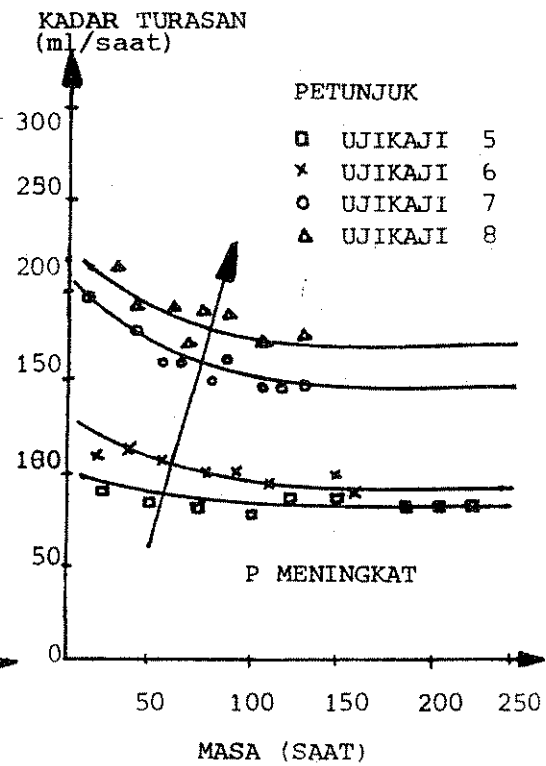 KADAR TURASAN
(ml/saat)
PETUNJUK
UJIKAJI 5
UJIKAJI 6
UJIKAJI 7
UJIKAJI 8
300
250
200
150
100
50
0
P MENINGKAT
50 100 150 200 250
MASA (SAAT)